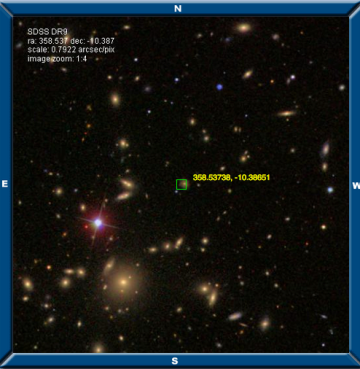 N
SDSS DR9
ra: 358.537 dec: -10.387
scale: 0.7922 arcsec/pix
image zoom: 1:4
358.53738, -10.38651
E
W
S